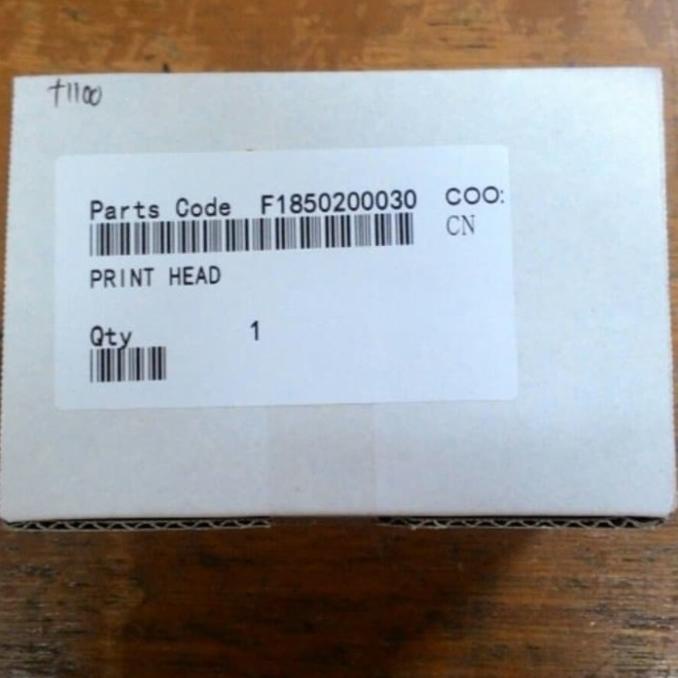 T1100
Parts Code F1850200030 COO:
CN
PRINT HEAD
Qty 1